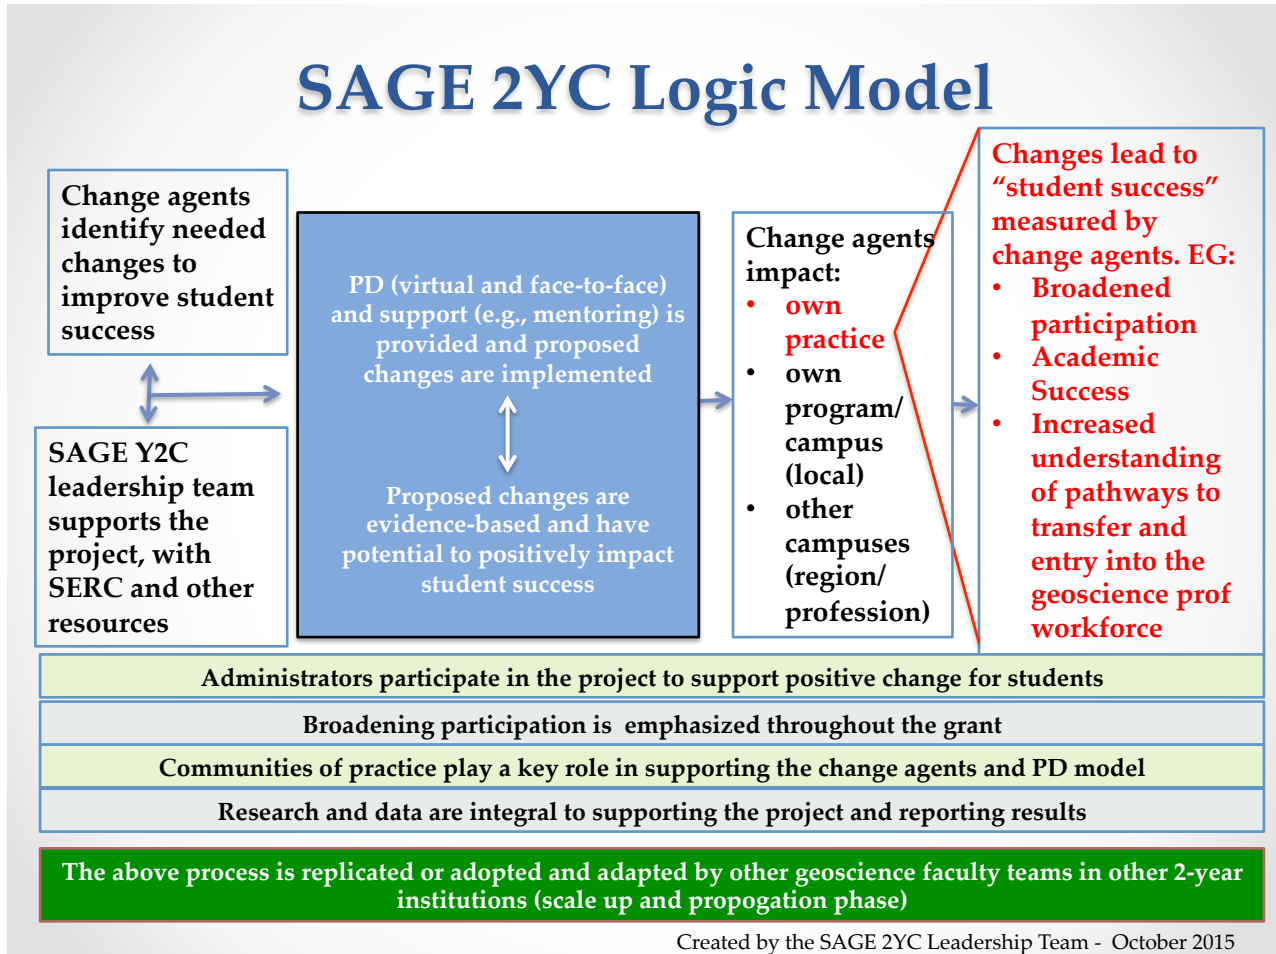 SAGE 2YC Logic Model
Change agents
identify needed
changes to
improve student
success
SAGE Y2C
leadership team
supports the
project, with
SERC and other
resources
PD (virtual and face-to-face)
and support (e.g., mentoring) is
provided and proposed
changes are implemented
Proposed changes are
evidence-based and have
potential to positively impact
student success
Change agents
impact:
• own
practice
• own
program/
campus
(local)
• other
campuses
(region/
profession)
Changes lead to
“student success”
measured by
change agents. EG:
• Broadened
participation
• Academic
Success
• Increased
understanding
of pathways to
transfer and
entry into the
geoscience prof
workforce
Administrators participate in the project to support positive change for students
Broadening participation is emphasized throughout the grant
Communities of practice play a key role in supporting the change agents and PD model
Research and data are integral to supporting the project and reporting results
The above process is replicated or adopted and adapted by other geoscience faculty teams in other 2-year
institutions (scale up and propogation phase)
Created by the SAGE 2YC Leadership Team - October 2015